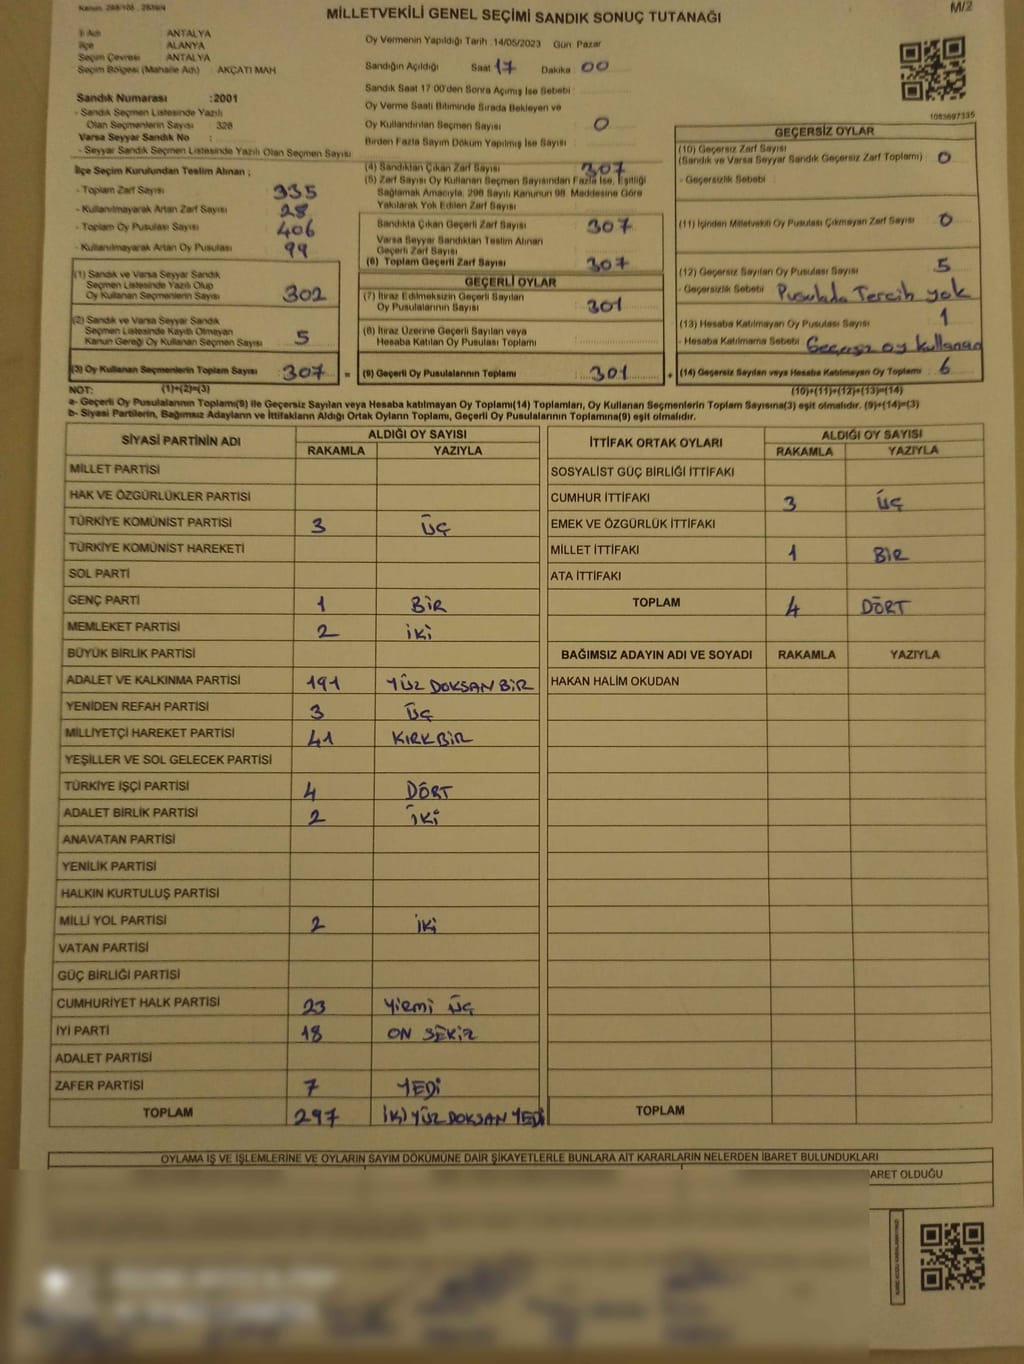 Kanun. 298/105 , 2839/4
M/2
MİLLETVEKİLİ GENEL SEÇİMİ SANDIK SONUÇ TUTANAĞI
İl Adı ANTALYA
İlçe ALANYA
Seçim Çevresi ANTALYA
Seçim Bölgesi (Mahalle Adı) : AKÇATI MAH
Sandık Numarası :2001
- Sandık Seçmen Listesinde Yazılı
Olan Seçmenlerin Sayısı : 328
Varsa Seyyar Sandık No :
- Seyyar Sandık Seçmen Listesinde Yazılı Olan Seçmen Sayısı
Oy Vermenin Yapıldığı Tarih : 14/05/2023 Gün: Pazar
Sandığın Açıldığı Saat 17 Dakika 00
Sandık Saat 17:00'den Sonra Açılmış İse Sebebi :
Oy Verme Saati Bitiminde Sırada Bekleyen ve
Oy Kullandırılan Seçmen Sayısı : 0
Birden Fazla Sayım Döküm Yapılmış İse Sayısı :
1083697335
İlçe Seçim Kurulundan Teslim Alınan ;
- Toplam Zarf Sayısı : 335
- Kullanılmayarak Artan Zarf Sayısı : 28
- Toplam Oy Pusulası Sayısı : 406
- Kullanılmayarak Artan Oy Pusulası : 99
(1) Sandık ve Varsa Seyyar Sandık
Seçmen Listesinde Yazılı Olup
Oy Kullanan Seçmenlerin Sayısı : 302
(2) Sandık ve Varsa Seyyar Sandık
Seçmen Listesinde Kayıtlı Olmayan
Kanun Gereği Oy Kullanan Seçmen Sayısı : 5
(3) Oy Kullanan Seçmenlerin Toplam Sayısı : 307 =
(4) Sandıktan Çıkan Zarf Sayısı : 307
(5) Zarf Sayısı Oy Kullanan Seçmen Sayısından Fazla İse, Eşitliği
Sağlamak Amacıyla, 298 Sayılı Kanunun 98. Maddesine Göre
Yakılarak Yok Edilen Zarf Sayısı :
Sandıkta Çıkan Geçerli Zarf Sayısı : 307
Varsa Seyyar Sandıktan Teslim Alınan
Geçerli Zarf Sayısı :
(6) Toplam Geçerli Zarf Sayısı : 307
GEÇERLİ OYLAR
(7) İtiraz Edilmeksizin Geçerli Sayılan
Oy Pusulalarının Sayısı : 301
(8) İtiraz Üzerine Geçerli Sayılan veya
Hesaba Katılan Oy Pusulası Toplamı :
(9) Geçerli Oy Pusulalarının Toplamı : 301 +
GEÇERSİZ OYLAR
(10) Geçersiz Zarf Sayısı
(Sandık ve Varsa Seyyar Sandık Geçersiz Zarf Toplamı) : 0
- Geçersizlik Sebebi :
(11) İçinden Milletvekili Oy Pusulası Çıkmayan Zarf Sayısı : 0
(12) Geçersiz Sayılan Oy Pusulası Sayısı : 5
- Geçersizlik Sebebi : Pusulada Tercih yok
(13) Hesaba Katılmayan Oy Pusulası Sayısı : 1
- Hesaba Katılmama Sebebi : Geçersiz oy kullanan
(14) Geçersiz Sayılan veya Hesaba Katılmayan Oy Toplamı : 6
NOT: (1)+(2)=(3) (10)+(11)+(12)+(13)=(14)
a- Geçerli Oy Pusulalarının Toplamı(9) ile Geçersiz Sayılan veya Hesaba katılmayan Oy Toplamı(14) Toplamları, Oy Kullanan Seçmenlerin Toplam Sayısına(3) eşit olmalıdır. (9)+(14)=(3)
b- Siyasi Partilerin, Bağımsız Adayların ve İttifakların Aldığı Ortak Oyların Toplamı, Geçerli Oy Pusulalarının Toplamına(9) eşit olmalıdır.
SİYASİ PARTİNİN ADI ALDIĞI OY SAYISI
RAKAMLA YAZIYLA
MİLLET PARTİSİ
HAK VE ÖZGÜRLÜKLER PARTİSİ
TÜRKİYE KOMÜNİST PARTİSİ 3 ÜÇ
TÜRKİYE KOMÜNİST HAREKETİ
SOL PARTİ
GENÇ PARTİ 1 BİR
MEMLEKET PARTİSİ 2 İKİ
BÜYÜK BİRLİK PARTİSİ
ADALET VE KALKINMA PARTİSİ 191 YÜZ DOKSAN BİR
YENİDEN REFAH PARTİSİ 3 ÜÇ
MİLLİYETÇİ HAREKET PARTİSİ 41 KIRK BİR
YEŞİLLER VE SOL GELECEK PARTİSİ
TÜRKİYE İŞÇİ PARTİSİ 4 DÖRT
ADALET BİRLİK PARTİSİ 2 İKİ
ANAVATAN PARTİSİ
YENİLİK PARTİSİ
HALKIN KURTULUŞ PARTİSİ
MİLLİ YOL PARTİSİ 2 İKİ
VATAN PARTİSİ
GÜÇ BİRLİĞİ PARTİSİ
CUMHURİYET HALK PARTİSİ 23 Yirmi ÜÇ
İYİ PARTİ 18 ON SEKİZ
ADALET PARTİSİ
ZAFER PARTİSİ 7 YEDİ
TOPLAM 297 İKİ YÜZ DOKSAN YEDİ
İTTİFAK ORTAK OYLARI ALDIĞI OY SAYISI
RAKAMLA YAZIYLA
SOSYALİST GÜÇ BİRLİĞİ İTTİFAKI
CUMHUR İTTİFAKI 3 ÜÇ
EMEK VE ÖZGÜRLÜK İTTİFAKI
MİLLET İTTİFAKI 1 BİR
ATA İTTİFAKI
TOPLAM 4 DÖRT
BAĞIMSIZ ADAYIN ADI VE SOYADI RAKAMLA YAZIYLA
HAKAN HALİM OKUDAN
TOPLAM
OYLAMA İŞ VE İŞLEMLERİNE VE OYLARIN SAYIM DÖKÜMÜNE DAİR ŞİKAYETLERLE BUNLARA AİT KARARLARIN NELERDEN İBARET BULUNDUKLARI
ARET OLDUĞU